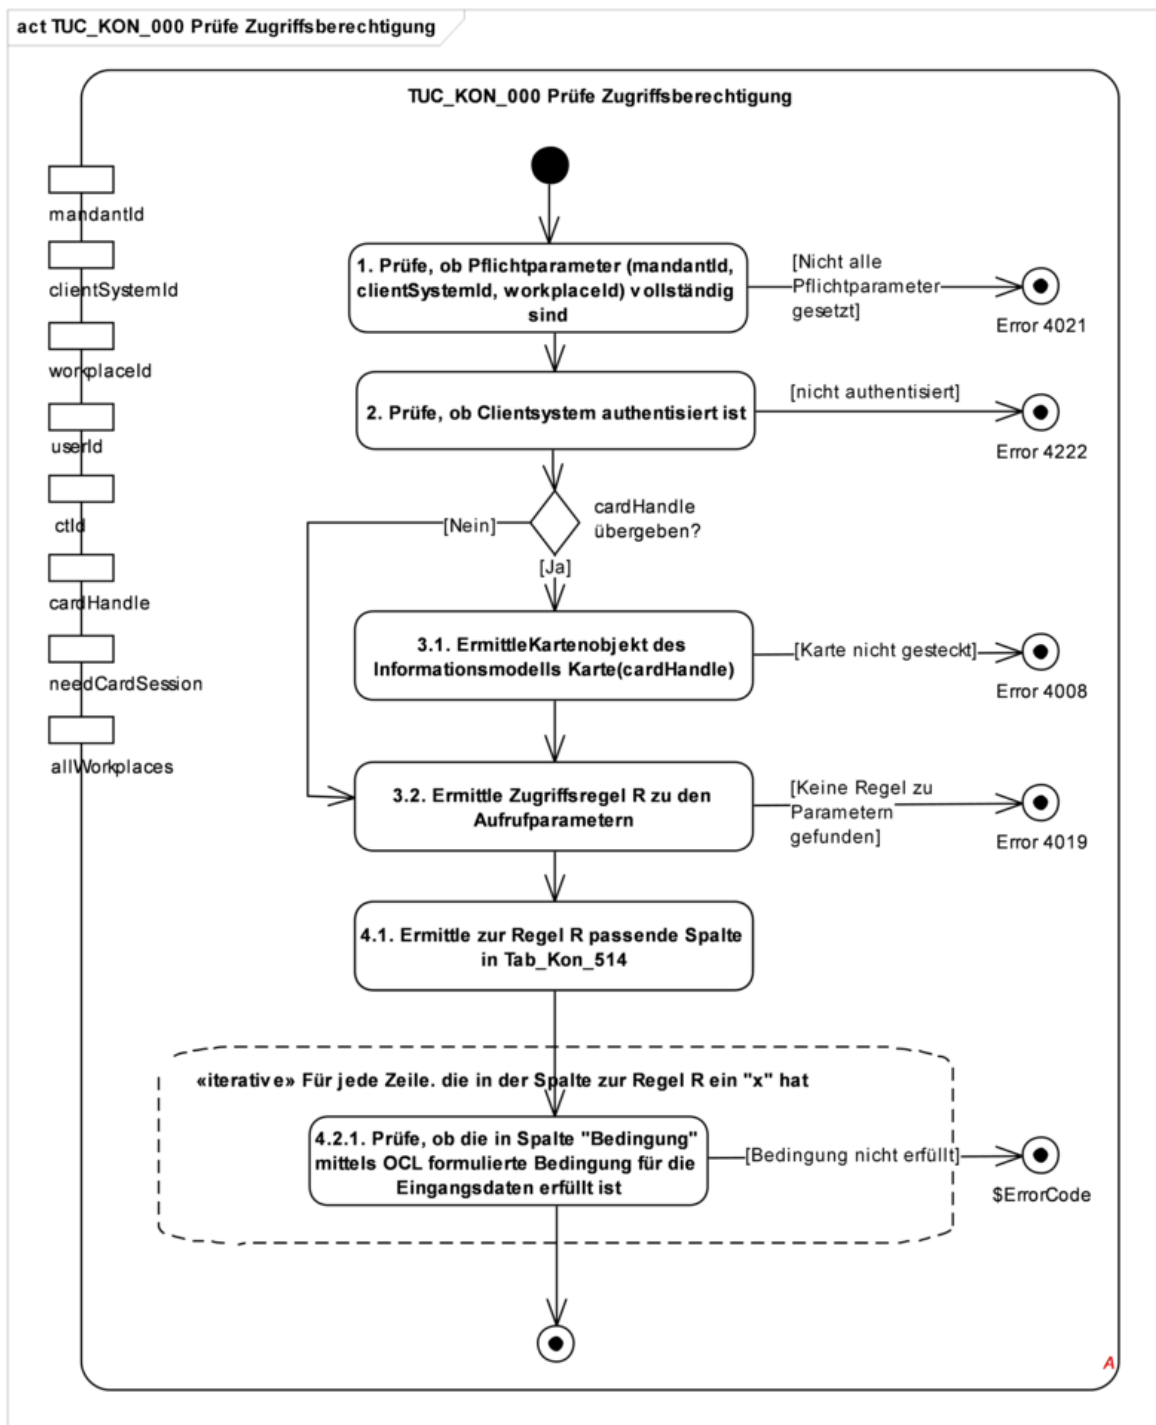 act TUC_KON_000 Prüfe Zugriffsberechtigung
TUC_KON_000 Prüfe Zugriffsberechtigung
mandantId
clientSystemId
workplaceId
userId
ctId
cardHandle
needCardSession
allWorkplaces
1. Prüfe, ob Pflichtparameter (mandantId,
clientSystemId, workplaceId) vollständig
sind
[Nicht alle
Pflichtparameter
gesetzt]
Error 4021
2. Prüfe, ob Clientsystem authentisiert ist
[nicht authentisiert]
Error 4222
cardHandle
übergeben?
[Nein]
[Ja]
3.1. ErmittleKartenobjekt des
Informationsmodells Karte(cardHandle)
[Karte nicht gesteckt]
Error 4008
3.2. Ermittle Zugriffsregel R zu den
Aufrufparametern
[Keine Regel zu
Parametern
gefunden]
Error 4019
4.1. Ermittle zur Regel R passende Spalte
in Tab_Kon_514
«iterative» Für jede Zeile. die in der Spalte zur Regel R ein "x" hat
4.2.1. Prüfe, ob die in Spalte "Bedingung"
mittels OCL formulierte Bedingung für die
Eingangsdaten erfüllt ist
[Bedingung nicht erfüllt]
$ErrorCode
A